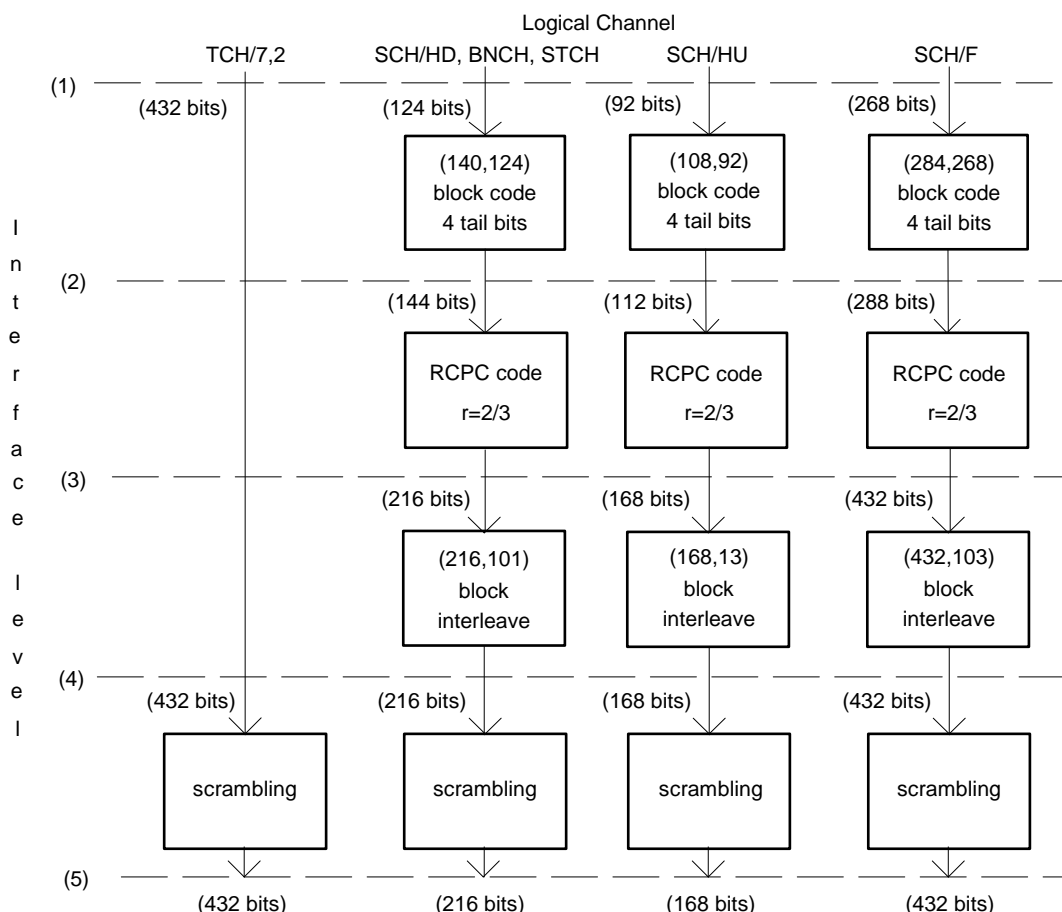 Logical Channel
TCH/7,2
SCH/HD, BNCH, STCH
SCH/HU
SCH/F
(1)
(432 bits)
(124 bits)
(92 bits)
(268 bits)
(140,124)
block code
4 tail bits
(108,92)
block code
4 tail bits
(284,268)
block code
4 tail bits
Interface level
(2)
(144 bits)
(112 bits)
(288 bits)
RCPC code
r=2/3
RCPC code
r=2/3
RCPC code
r=2/3
(3)
(216 bits)
(168 bits)
(432 bits)
(216,101)
block
interleave
(168,13)
block
interleave
(432,103)
block
interleave
(4)
(432 bits)
(216 bits)
(168 bits)
(432 bits)
scrambling
scrambling
scrambling
scrambling
(5)
(432 bits)
(216 bits)
(168 bits)
(432 bits)